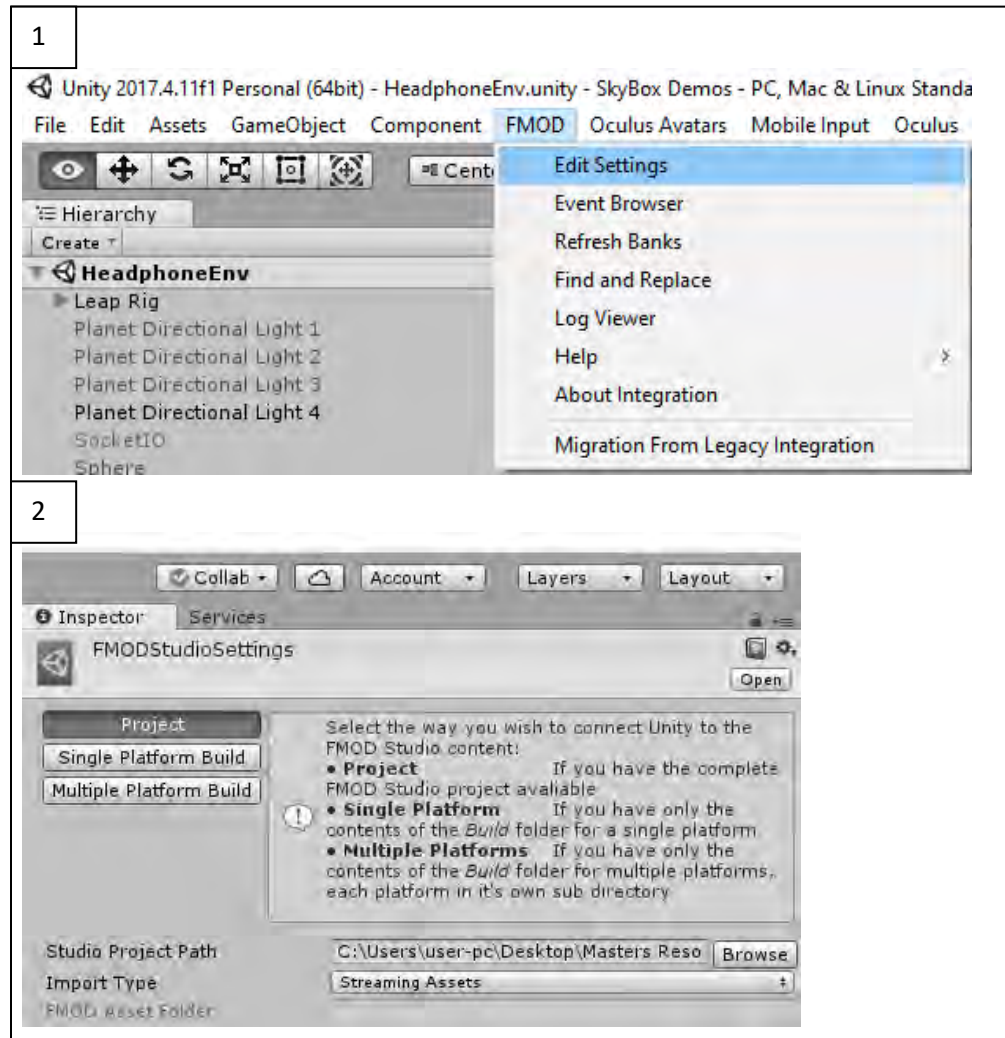 1
Unity 2017.4.11f1 Personal (64bit) - HeadphoneEnv.unity - SkyBox Demos - PC, Mac & Linux Standa
File Edit Assets GameObject Component FMOD Oculus Avatars Mobile Input Oculus
Cente
Edit Settings
Hierarchy
Event Browser
Create
Refresh Banks
HeadphoneEnv
Find and Replace
Leap Rig
Log Viewer
Planet Directional Light 1
Planet Directional Light 2
Help
Planet Directional Light 3
About Integration
Planet Directional Light 4
SocketIO
Migration From Legacy Integration
Sphere
2
Collab Account Layers Layout
Inspector Services
FMODStudioSettings
Open
Project
Single Platform Build
Multiple Platform Build
Select the way you wish to connect Unity to the
FMOD Studio content:
• Project If you have the complete
FMOD Studio project avaliable
• Single Platform If you have only the
contents of the Build folder for a single platform
• Multiple Platforms If you have only the
contents of the Build folder for multiple platforms,
each platform in it's own sub directory
Studio Project Path C:\Users\user-pc\Desktop\Masters Reso Browse
Import Type Streaming Assets
FMOD Asset Folder